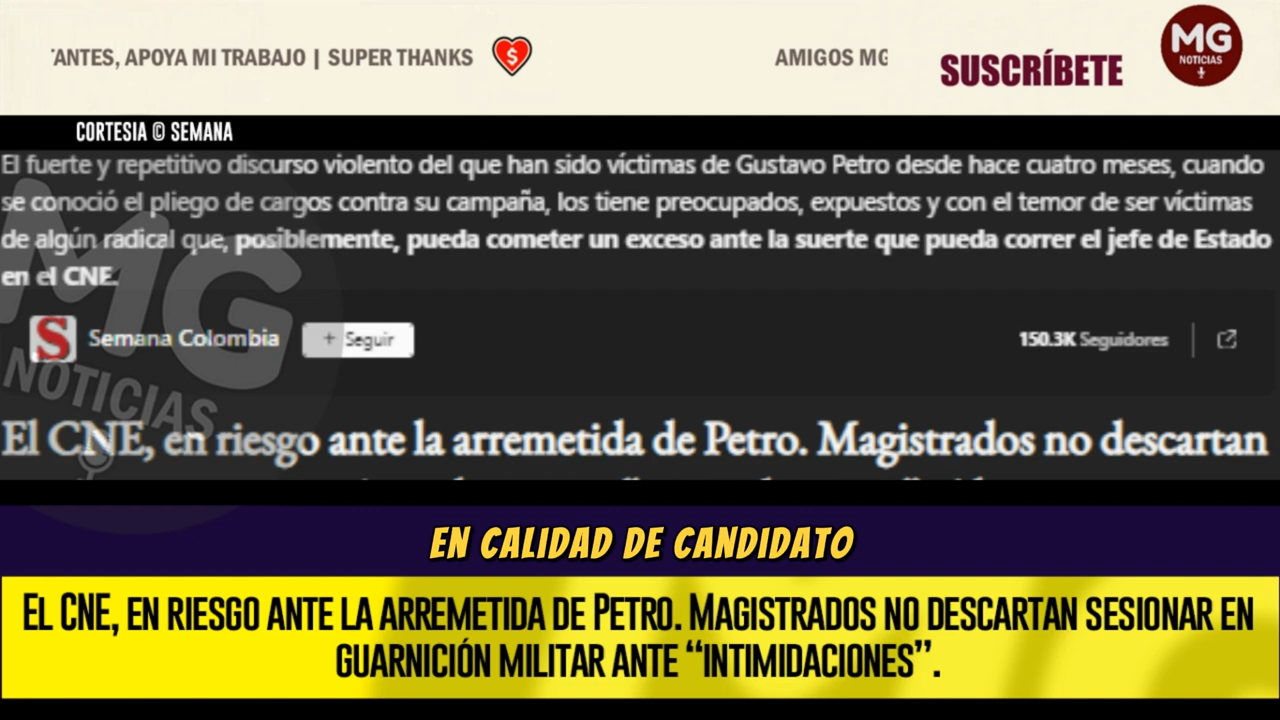 'ANTES, APOYA MI TRABAJO | SUPER THANKS
AMIGOS MG
SUSCRÍBETE
MG
NOTICIAS
CORTESIA © SEMANA
El fuerte y repetitivo discurso violento del que han sido víctimas de Gustavo Petro desde hace cuatro meses, cuando
se conoció el pliego de cargos contra su campaña, los tiene preocupados, expuestos y con el temor de ser víctimas
de algún radical que, posiblemente, pueda cometer un exceso ante la suerte que pueda correr el jefe de Estado
en el CNE.
S
Semana Colombia
+ Seguir
150.3K Seguidores
MG
NOTICIAS
El CNE, en riesgo ante la arremetida de Petro. Magistrados no descartan
EN CALIDAD DE CANDIDATO
EL CNE, EN RIESGO ANTE LA ARREMETIDA DE PETRO. MAGISTRADOS NO DESCARTAN SESIONAR EN
GUARNICIÓN MILITAR ANTE “INTIMIDACIONES”.